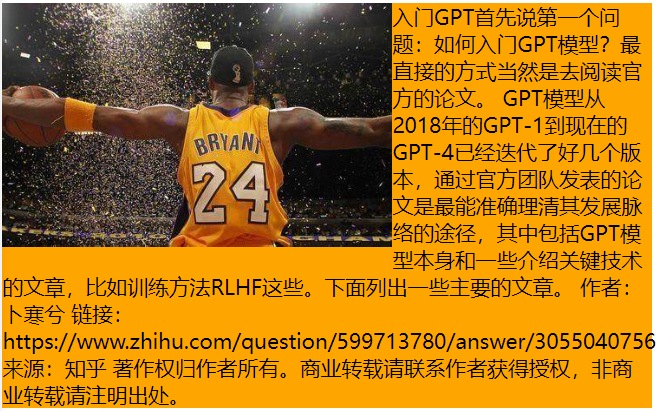 BRYANT
24
入门GPT首先说第一个问
题：如何入门GPT模型？最
直接的方式当然是去阅读官
方的论文。 GPT模型从
2018年的GPT-1到现在的
GPT-4已经迭代了好几个版
本，通过官方团队发表的论
文是最能准确理清其发展脉
络的途径，其中包括GPT模
型本身和一些介绍关键技术
的文章，比如训练方法RLHF这些。下面列出一些主要的文章。 作者：
卜寒兮 链接：
https://www.zhihu.com/question/599713780/answer/3055040756
来源：知乎 著作权归作者所有。商业转载请联系作者获得授权，非商
业转载请注明出处。